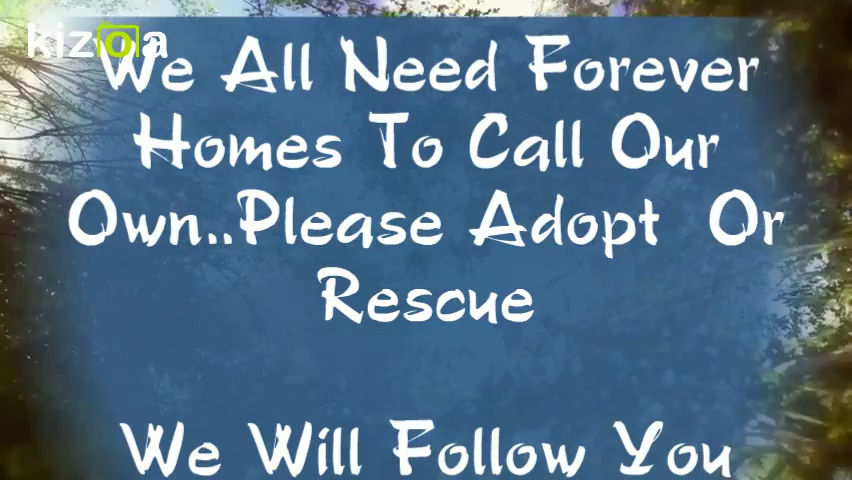 kizoa
We All Need Forever
Homes To Call Our
Own..Please Adopt  Or
Rescue
We Will Follow You